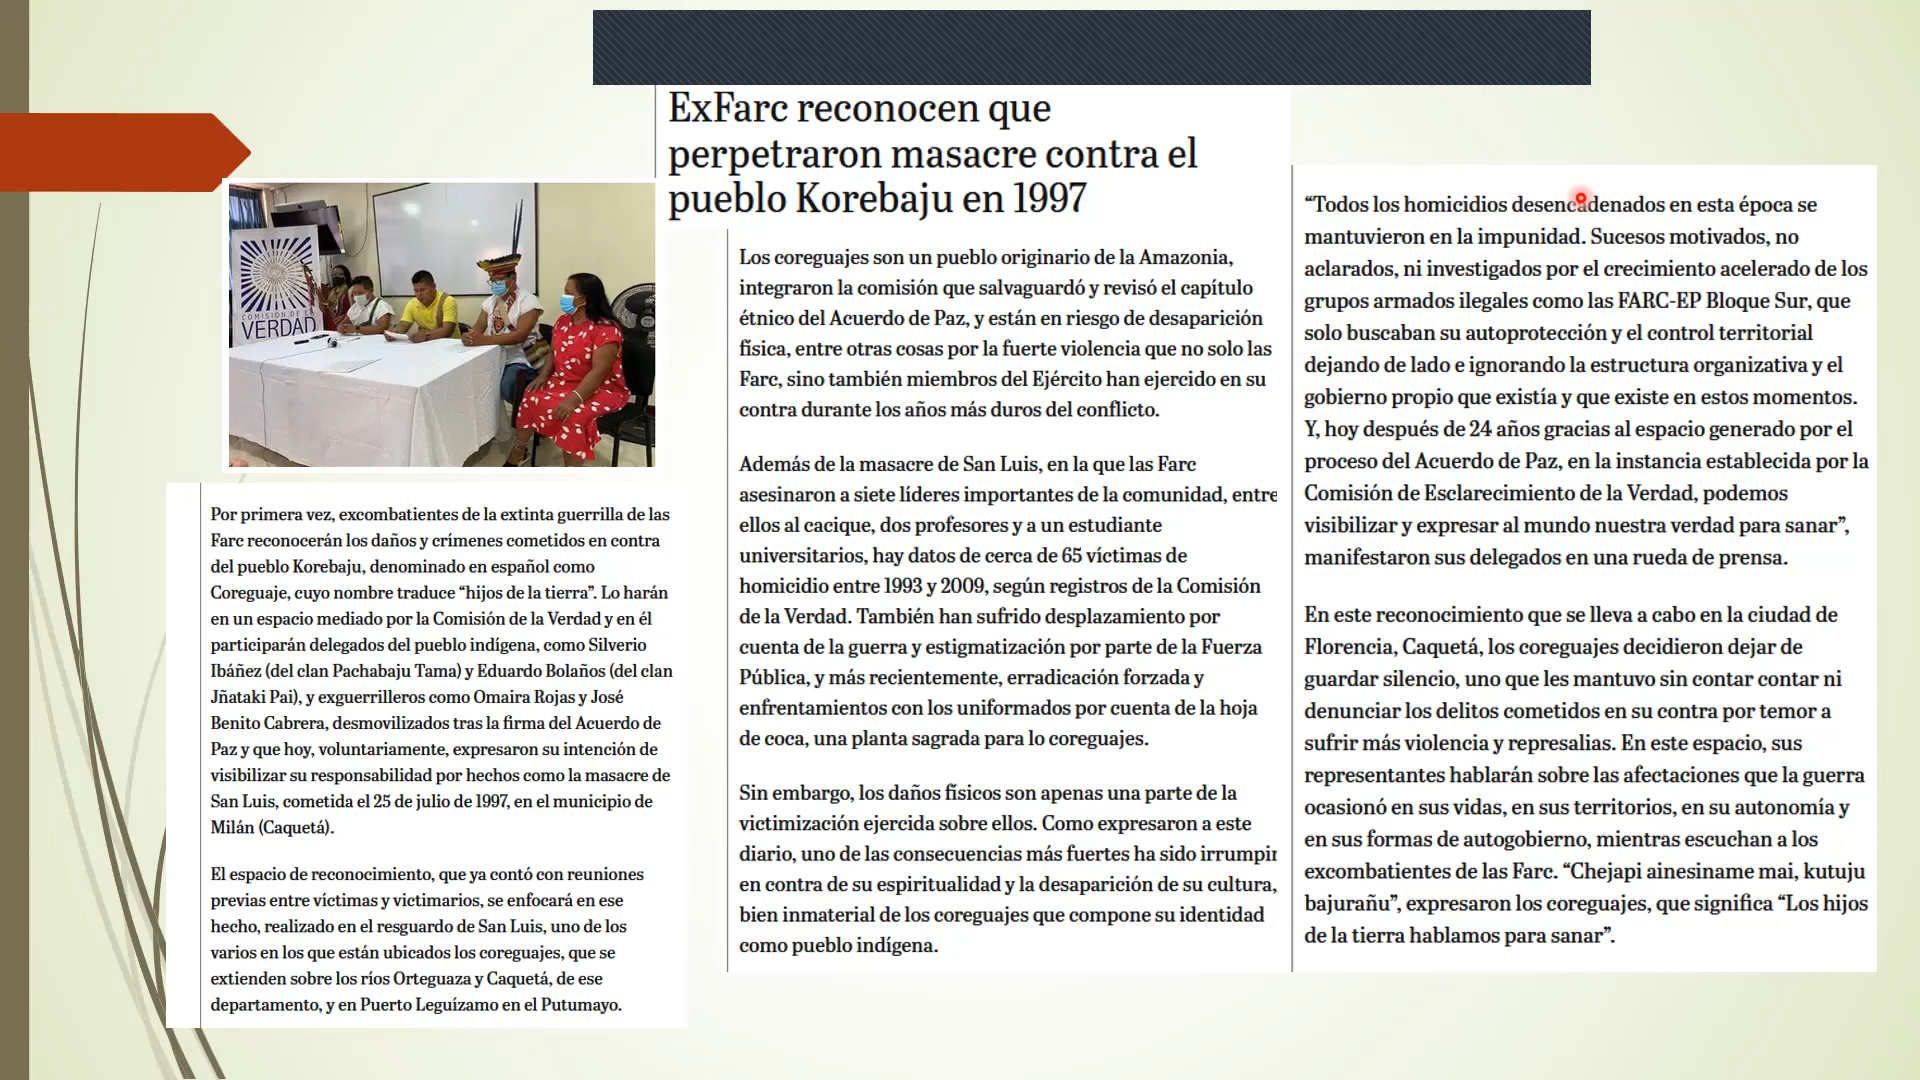 ExFarc reconocen que
perpetraron masacre contra el
pueblo Korebaju en 1997
COMISIÓN DE LA
VERDAD
Por primera vez, excombatientes de la extinta guerrilla de las
Farc reconocerán los daños y crímenes cometidos en contra
del pueblo Korebaju, denominado en español como
Coreguaje, cuyo nombre traduce “hijos de la tierra”. Lo harán
en un espacio mediado por la Comisión de la Verdad y en él
participarán delegados del pueblo indígena, como Silverio
Ibáñez (del clan Pachabaju Tama) y Eduardo Bolaños (del clan
Jñataki Pai), y exguerrilleros como Omaira Rojas y José
Benito Cabrera, desmovilizados tras la firma del Acuerdo de
Paz y que hoy, voluntariamente, expresaron su intención de
visibilizar su responsabilidad por hechos como la masacre de
San Luis, cometida el 25 de julio de 1997, en el municipio de
Milán (Caquetá).
El espacio de reconocimiento, que ya contó con reuniones
previas entre víctimas y victimarios, se enfocará en ese
hecho, realizado en el resguardo de San Luis, uno de los
varios en los que están ubicados los coreguajes, que se
extienden sobre los ríos Orteguaza y Caquetá, de ese
departamento, y en Puerto Leguízamo en el Putumayo.
Los coreguajes son un pueblo originario de la Amazonia,
integraron la comisión que salvaguardó y revisó el capítulo
étnico del Acuerdo de Paz, y están en riesgo de desaparición
física, entre otras cosas por la fuerte violencia que no solo las
Farc, sino también miembros del Ejército han ejercido en su
contra durante los años más duros del conflicto.
Además de la masacre de San Luis, en la que las Farc
asesinaron a siete líderes importantes de la comunidad, entre
ellos al cacique, dos profesores y a un estudiante
universitarios, hay datos de cerca de 65 víctimas de
homicidio entre 1993 y 2009, según registros de la Comisión
de la Verdad. También han sufrido desplazamiento por
cuenta de la guerra y estigmatización por parte de la Fuerza
Pública, y más recientemente, erradicación forzada y
enfrentamientos con los uniformados por cuenta de la hoja
de coca, una planta sagrada para lo coreguajes.
Sin embargo, los daños físicos son apenas una parte de la
victimización ejercida sobre ellos. Como expresaron a este
diario, uno de las consecuencias más fuertes ha sido irrumpir
en contra de su espiritualidad y la desaparición de su cultura,
bien inmaterial de los coreguajes que compone su identidad
como pueblo indígena.
“Todos los homicidios desencadenados en esta época se
mantuvieron en la impunidad. Sucesos motivados, no
aclarados, ni investigados por el crecimiento acelerado de los
grupos armados ilegales como las FARC-EP Bloque Sur, que
solo buscaban su autoprotección y el control territorial
dejando de lado e ignorando la estructura organizativa y el
gobierno propio que existía y que existe en estos momentos.
Y, hoy después de 24 años gracias al espacio generado por el
proceso del Acuerdo de Paz, en la instancia establecida por la
Comisión de Esclarecimiento de la Verdad, podemos
visibilizar y expresar al mundo nuestra verdad para sanar”,
manifestaron sus delegados en una rueda de prensa.
En este reconocimiento que se lleva a cabo en la ciudad de
Florencia, Caquetá, los coreguajes decidieron dejar de
guardar silencio, uno que les mantuvo sin contar contar ni
denunciar los delitos cometidos en su contra por temor a
sufrir más violencia y represalias. En este espacio, sus
representantes hablarán sobre las afectaciones que la guerra
ocasionó en sus vidas, en sus territorios, en su autonomía y
en sus formas de autogobierno, mientras escuchan a los
excombatientes de las Farc. “Chejapi ainesiname mai, kutuju
bajurañu”, expresaron los coreguajes, que significa “Los hijos
de la tierra hablamos para sanar”.